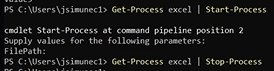 PS C:\Users\jsimunec1> Get-Process excel | Start-Process
cmdlet Start-Process at command pipeline position 2
Supply values for the following parameters:
FilePath:
PS C:\Users\jsimunec1> Get-Process excel | Stop-Process